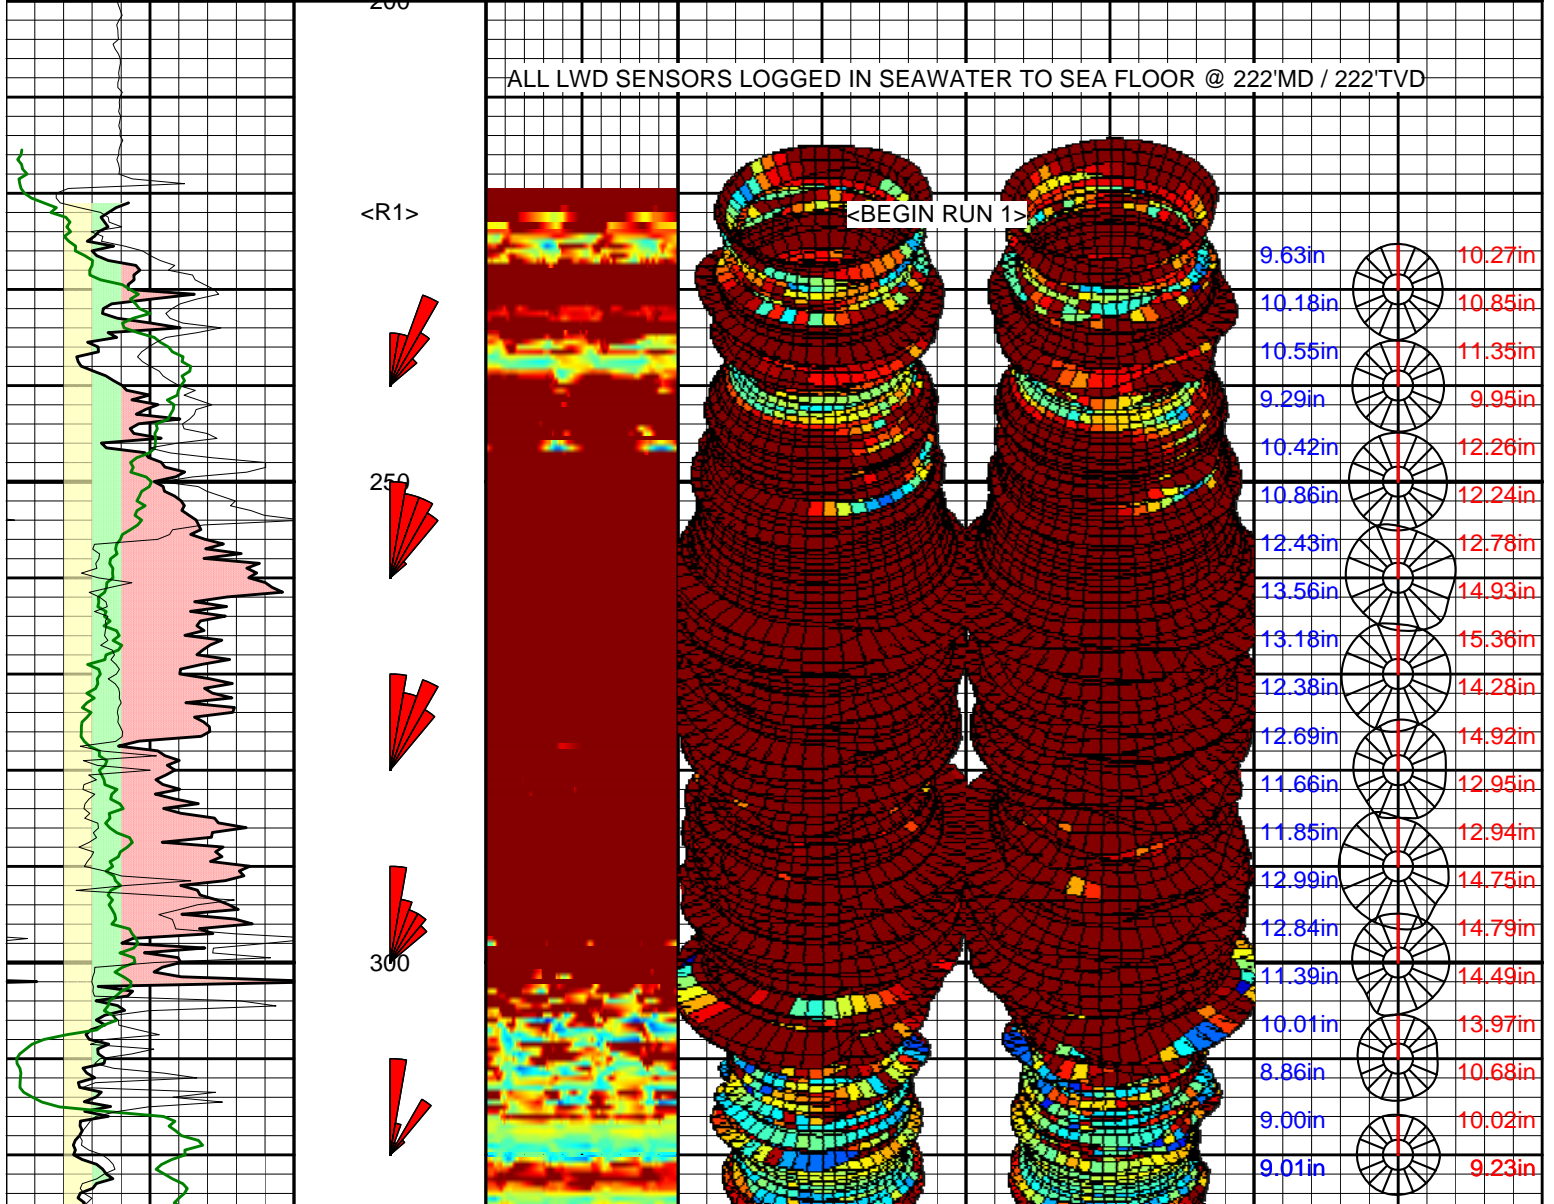 200
ALL LWD SENSORS LOGGED IN SEAWATER TO SEA FLOOR @ 222'MD / 222'TVD
<R1>
<BEGIN RUN 1>
9.63in 10.27in
10.18in 10.85in
10.55in 11.35in
9.29in 9.95in
10.42in 12.26in
250
10.86in 12.24in
12.43in 12.78in
13.56in 14.93in
13.18in 15.36in
12.38in 14.28in
12.69in 14.92in
11.66in 12.95in
11.85in 12.94in
12.99in 14.75in
12.84in 14.79in
300
11.39in 14.49in
10.01in 13.97in
8.86in 10.68in
9.00in 10.02in
9.01in 9.23in